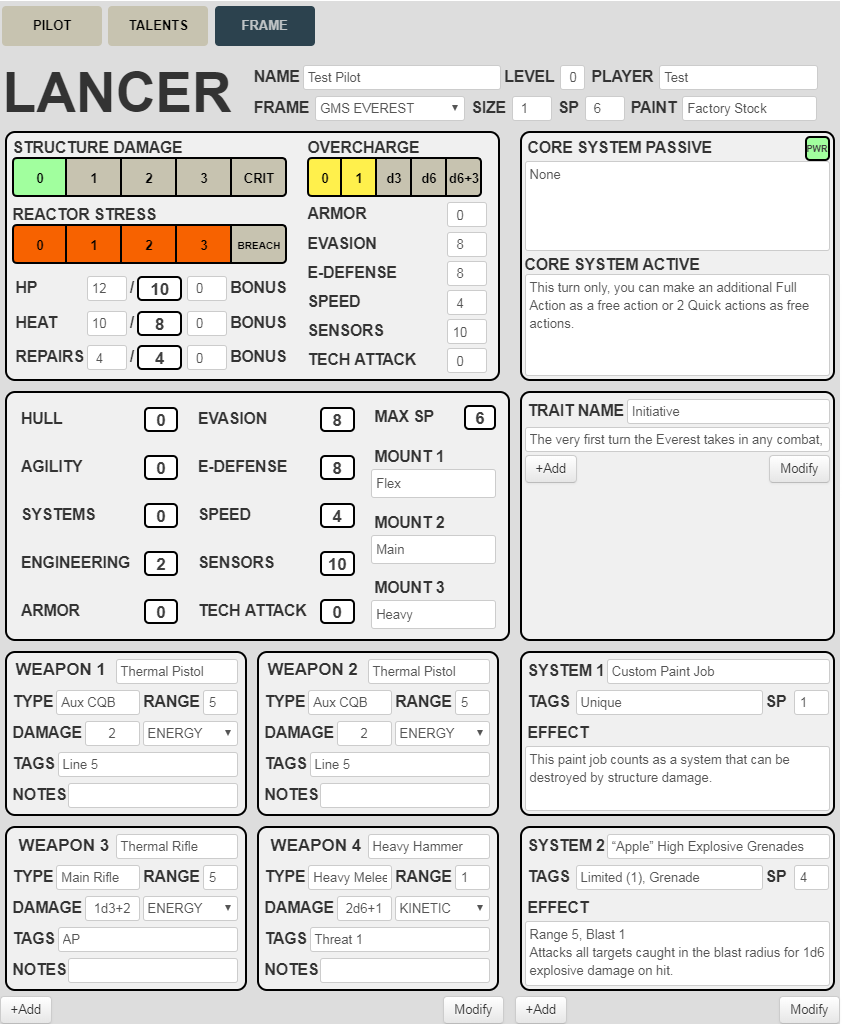 PILOT TALENTS FRAME
LANCER
NAME Test Pilot LEVEL 0 PLAYER Test
FRAME GMS EVEREST SIZE 1 SP 6 PAINT Factory Stock
STRUCTURE DAMAGE
0 1 2 3 CRIT
REACTOR STRESS
0 1 2 3 BREACH
HP 12 / 10 0 BONUS
HEAT 10 / 8 0 BONUS
REPAIRS 4 / 4 0 BONUS
OVERCHARGE
0 1 d3 d6 d6+3
ARMOR 0
EVASION 8
E-DEFENSE 8
SPEED 4
SENSORS 10
TECH ATTACK 0
CORE SYSTEM PASSIVE PWR
None
CORE SYSTEM ACTIVE
This turn only, you can make an additional Full
Action as a free action or 2 Quick actions as free
actions.
HULL 0 EVASION 8
AGILITY 0 E-DEFENSE 8
SYSTEMS 0 SPEED 4
ENGINEERING 2 SENSORS 10
ARMOR 0 TECH ATTACK 0
MAX SP 6
MOUNT 1
Flex
MOUNT 2
Main
MOUNT 3
Heavy
TRAIT NAME Initiative
The very first turn the Everest takes in any combat,
+Add Modify
WEAPON 1 Thermal Pistol
TYPE Aux CQB RANGE 5
DAMAGE 2 ENERGY
TAGS Line 5
NOTES
WEAPON 2 Thermal Pistol
TYPE Aux CQB RANGE 5
DAMAGE 2 ENERGY
TAGS Line 5
NOTES
SYSTEM 1 Custom Paint Job
TAGS Unique SP 1
EFFECT
This paint job counts as a system that can be
destroyed by structure damage.
WEAPON 3 Thermal Rifle
TYPE Main Rifle RANGE 5
DAMAGE 1d3+2 ENERGY
TAGS AP
NOTES
WEAPON 4 Heavy Hammer
TYPE Heavy Melee RANGE 1
DAMAGE 2d6+1 KINETIC
TAGS Threat 1
NOTES
SYSTEM 2 “Apple” High Explosive Grenades
TAGS Limited (1), Grenade SP 4
EFFECT
Range 5, Blast 1
Attacks all targets caught in the blast radius for 1d6
explosive damage on hit.
+Add Modify +Add Modify